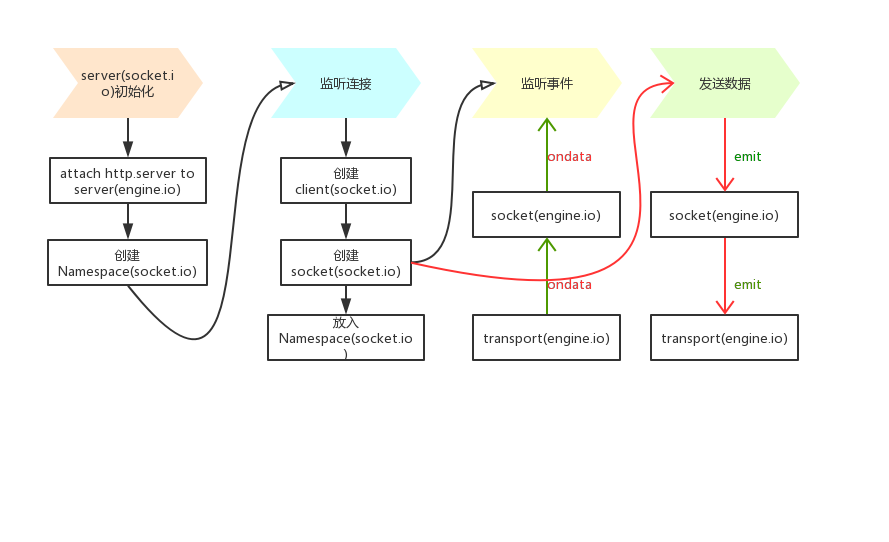 server(socket.i
o)初始化
attach http.server to
server(engine.io)
创建
Namespace(socket.io)
监听连接
创建
client(socket.io)
创建
socket(socket.io)
放入
Namespace(socket.io
)
监听事件
ondata
socket(engine.io)
ondata
transport(engine.io)
发送数据
emit
socket(engine.io)
emit
transport(engine.io)